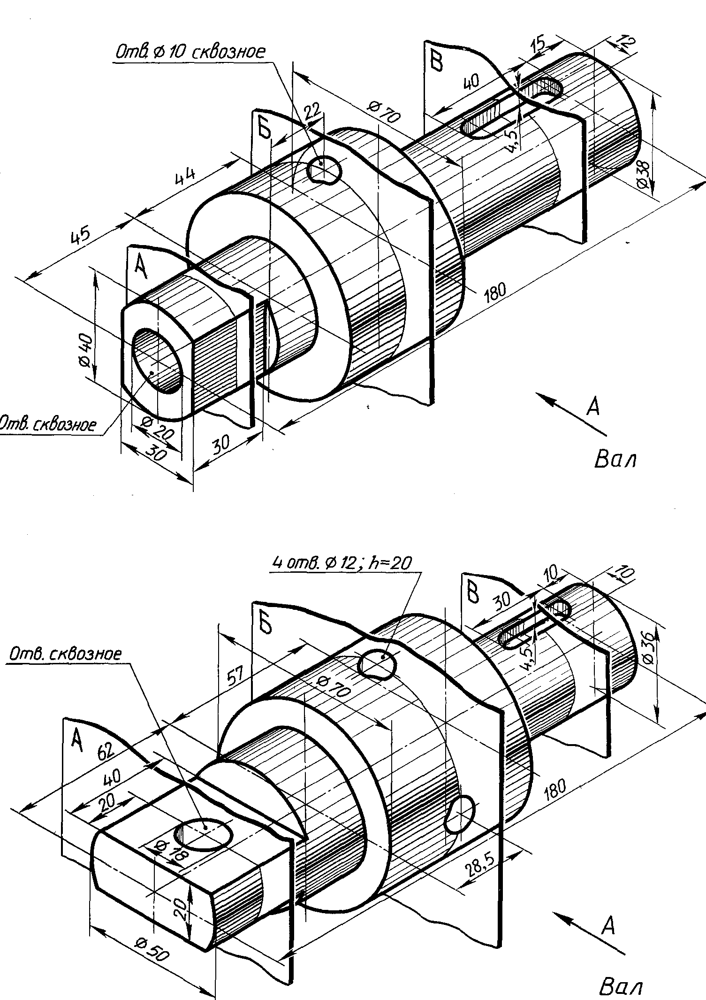 Отв. ⌀10 сквозное
В
15
12
40
⌀70
22
Б
4,5
44
⌀38
45
А
180
⌀40
Отв. сквозное
⌀20
30
30
А
Вал
4 отв. ⌀12; h=20
10
10
В
30
Б
⌀36
4,5
Отв. сквозное
57
⌀70
А
62
40
180
20
⌀18
28,5
20
⌀50
А
Вал